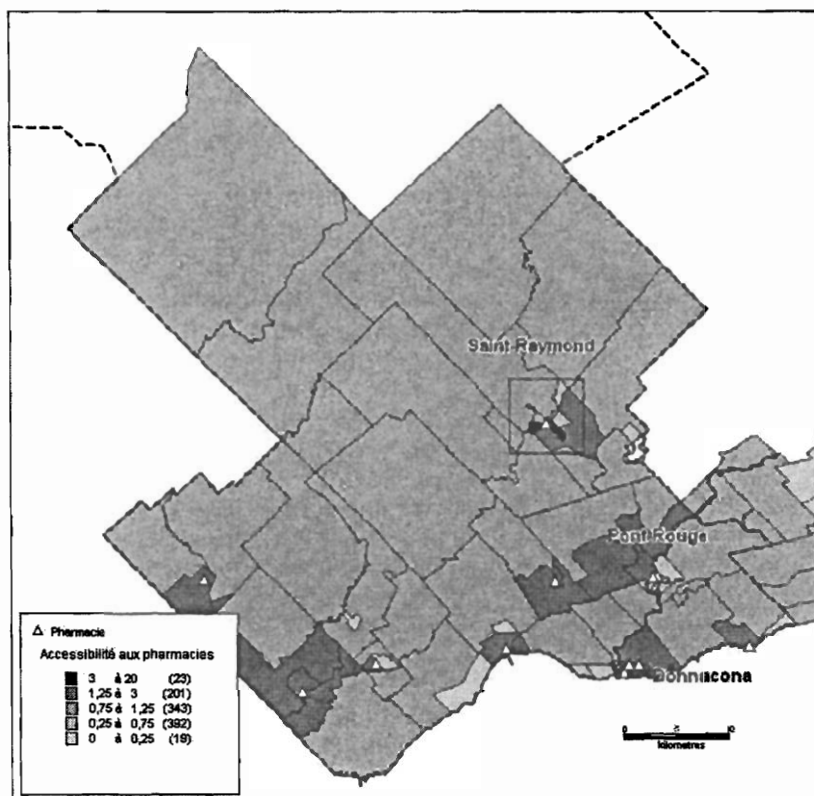 Saint-Raymond
Pont Rouge
Pharmacie
Accessibilité aux pharmacies
3 à 20 (23)
1,25 à 3 (201)
0,75 à 1,25 (343)
0,25 à 0,75 (392)
0 à 0,25 (19)
Donnacona
kilometres